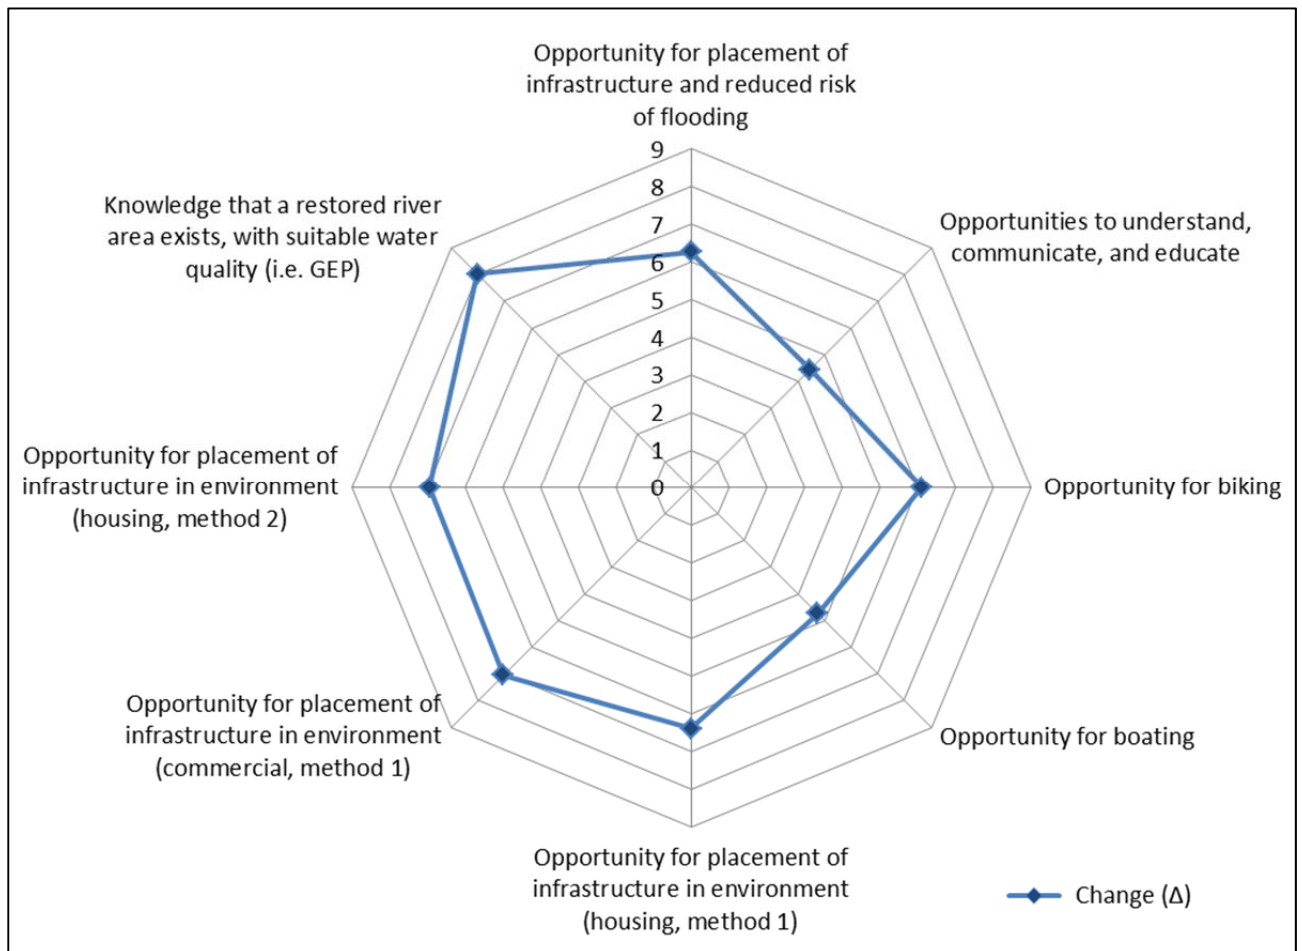 Opportunity for placement of
infrastructure and reduced risk
of flooding
9
8
7
6
5
4
3
2
1
0
Opportunities to understand,
communicate, and educate
Opportunity for biking
Opportunity for boating
Opportunity for placement of
infrastructure in environment
(housing, method 1)
Opportunity for placement of
infrastructure in environment
(commercial, method 1)
Opportunity for placement of
infrastructure in environment
(housing, method 2)
Knowledge that a restored river
area exists, with suitable water
quality (i.e. GEP)
Change (Δ)